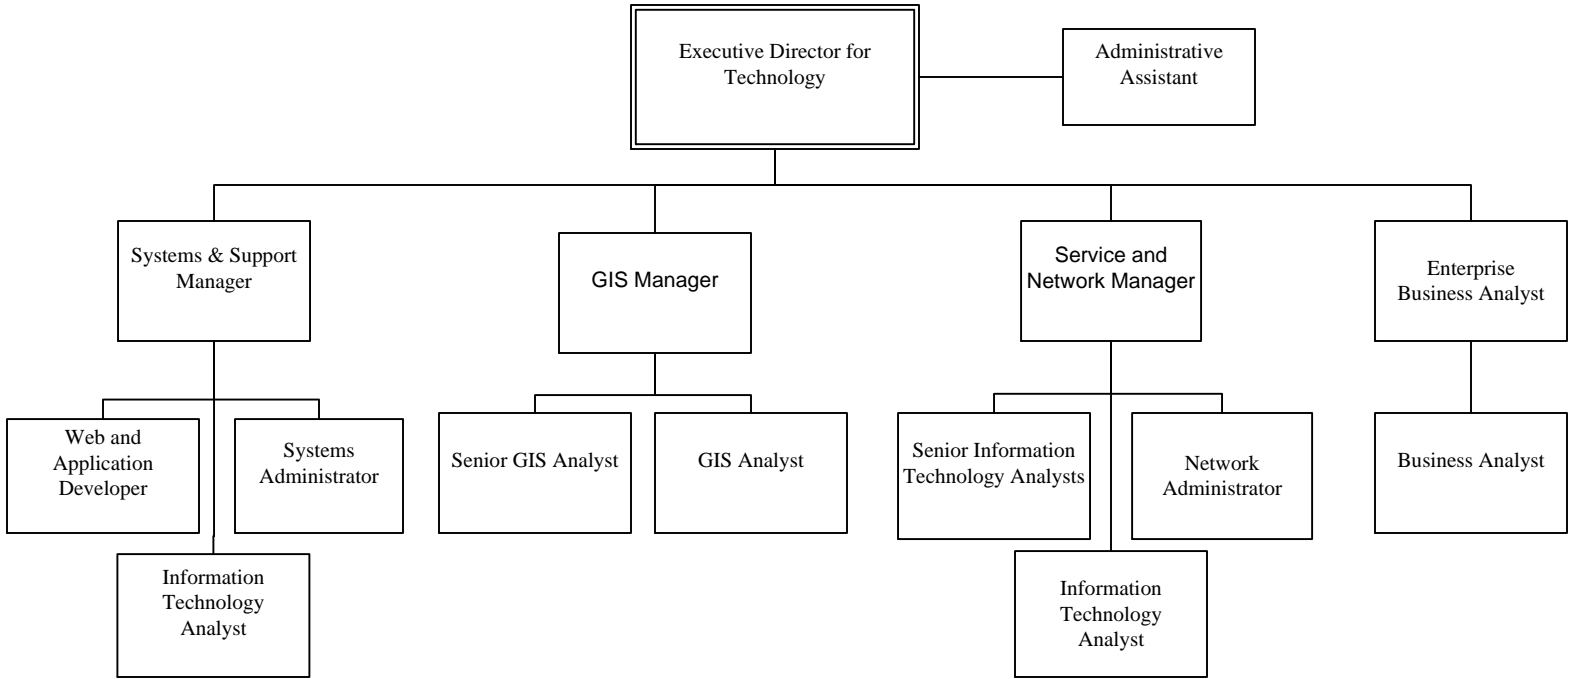 Executive Director for
Technology
Administrative
Assistant
Systems & Support
Manager
GIS Manager
Service and
Network Manager
Enterprise
Business Analyst
Web and
Application
Developer
Systems
Administrator
Senior GIS Analyst
GIS Analyst
Senior Information
Technology Analysts
Network
Administrator
Business Analyst
Information
Technology
Analyst
Information
Technology
Analyst